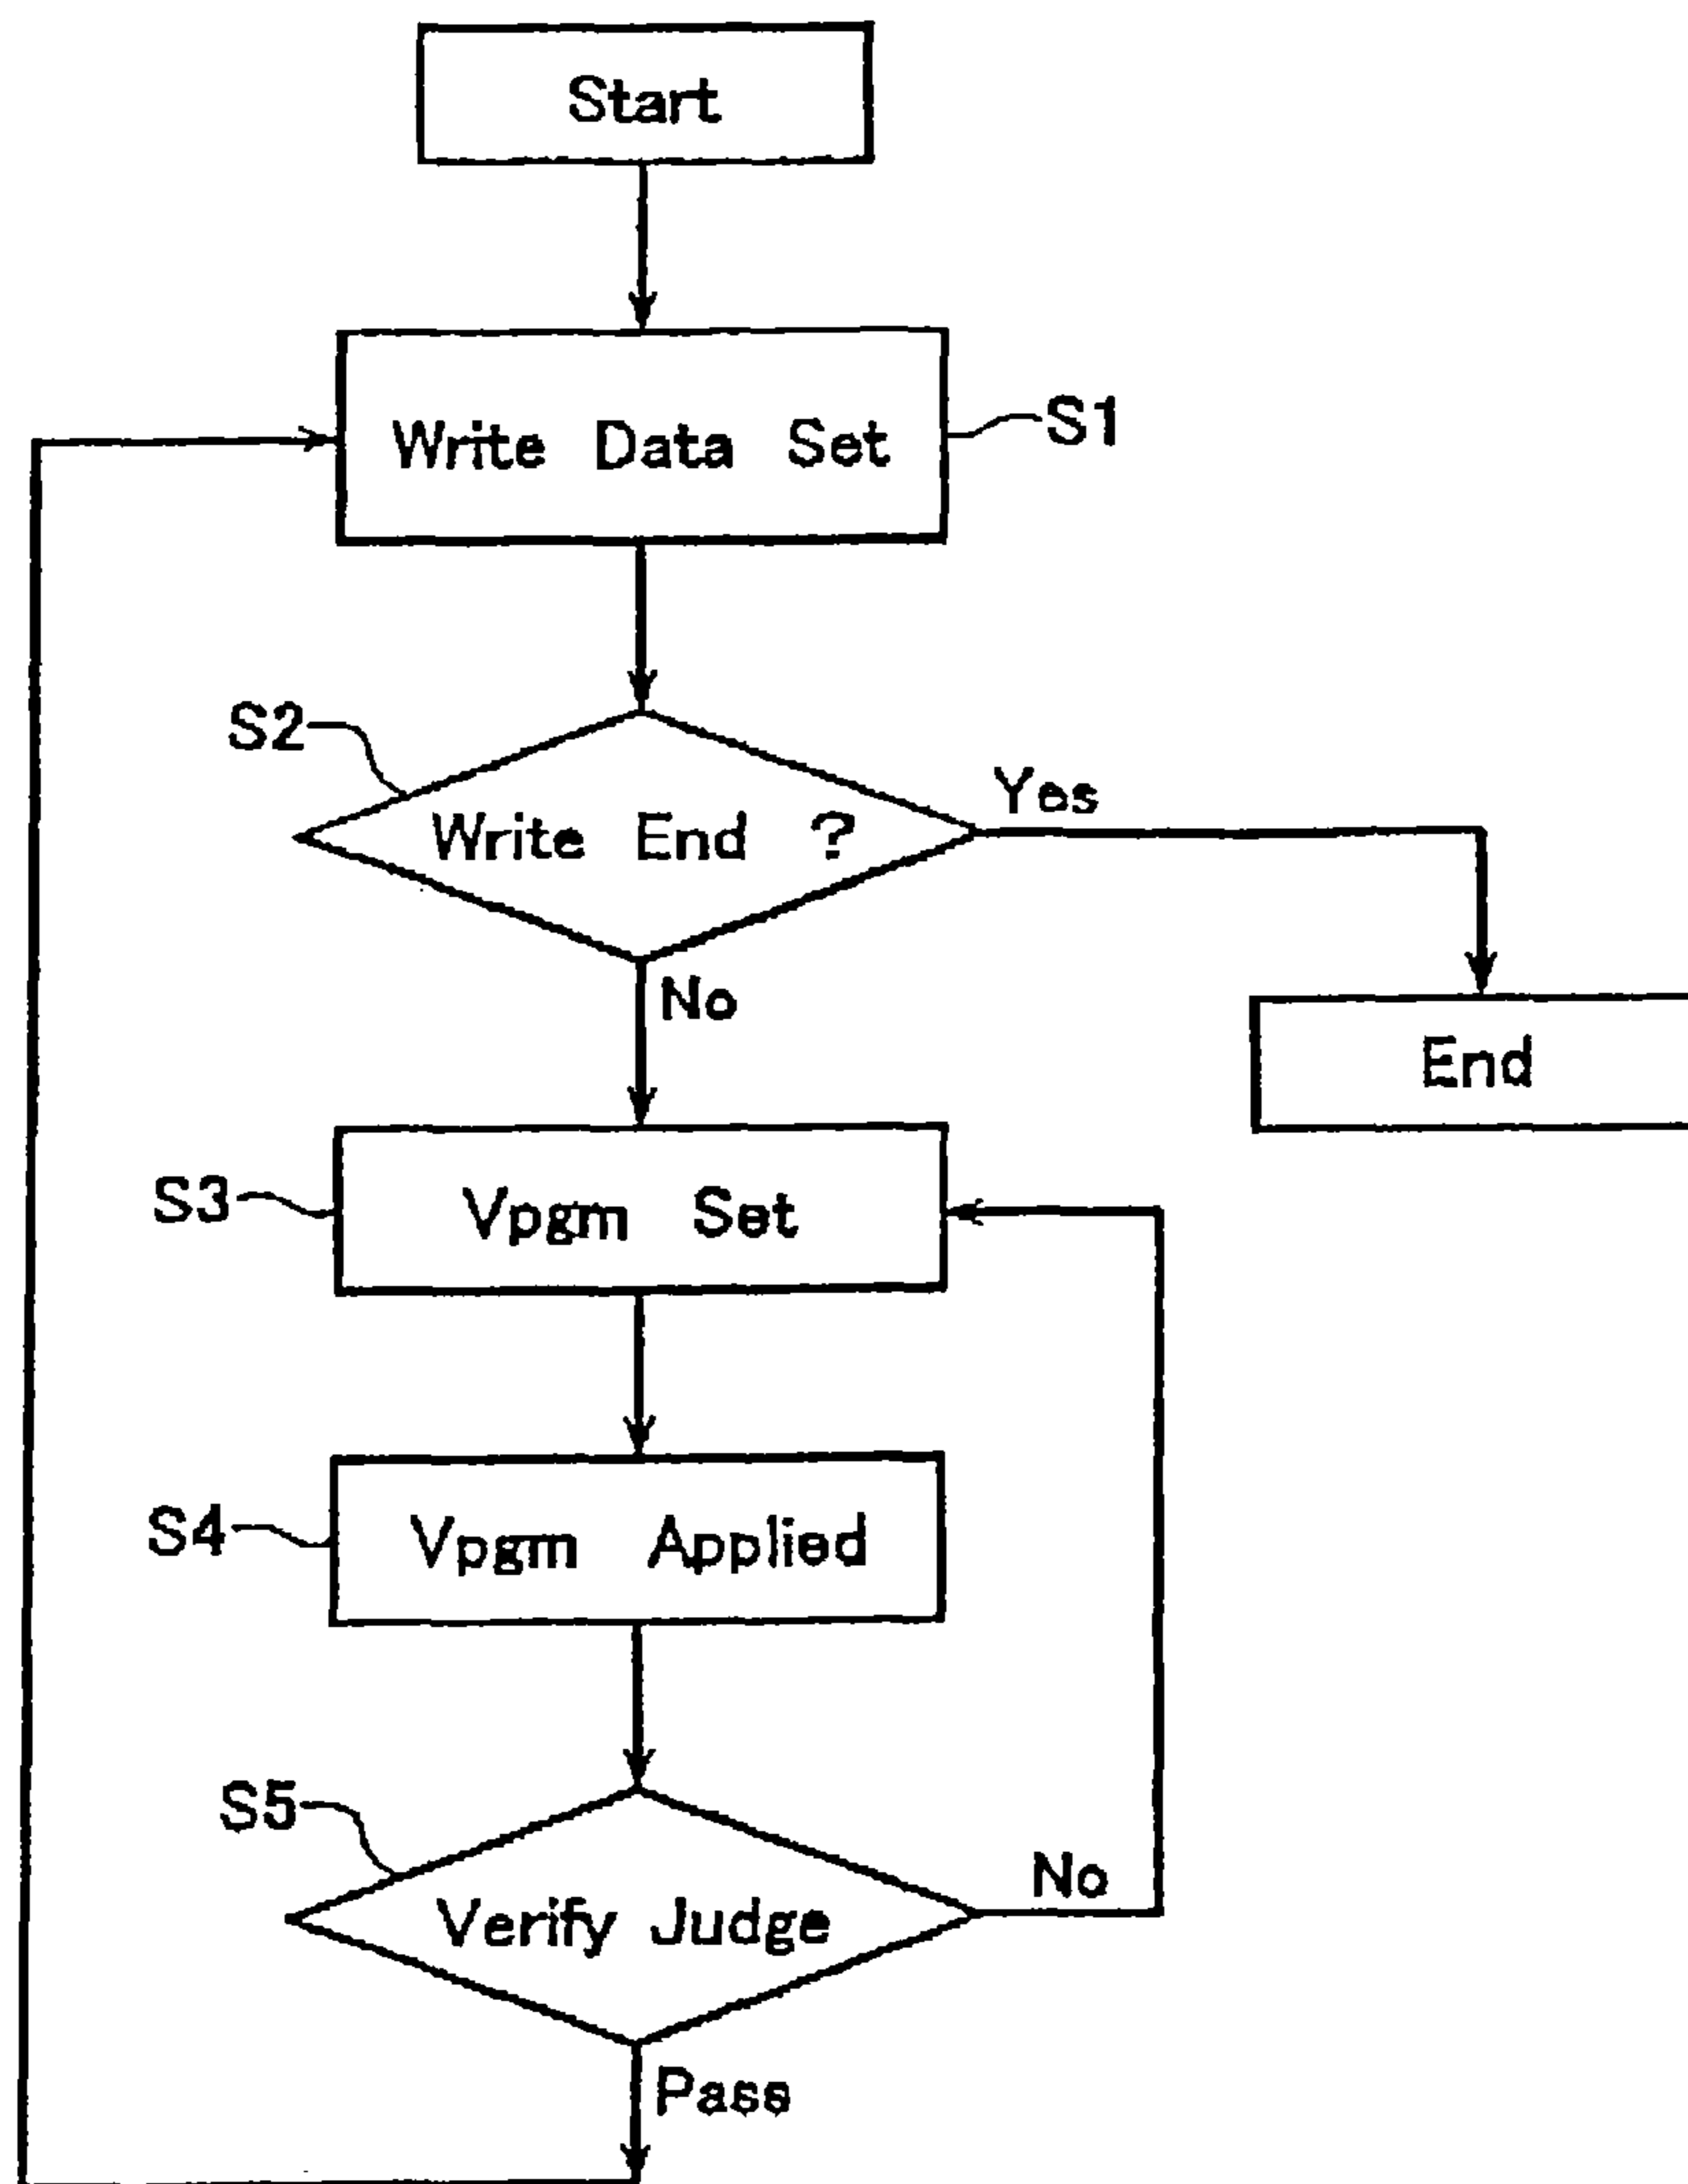 Start
Write Data Set
S1
S2
Write End ?
Yes
No
End
S3
Vpgm Set
S4
Vpgm Applied
S5
Verify Judge
No
Pass